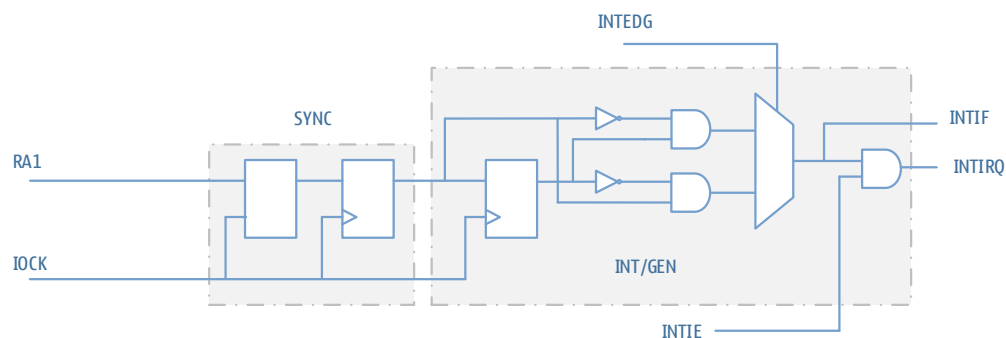 INTEDG
SYNC
INTIF
RA1
INTIRQ
IOCK
INT/GEN
INTIE